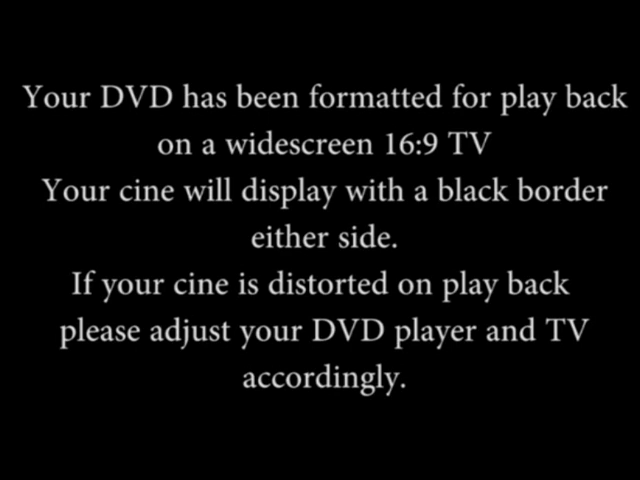 Your DVD has been formatted for play back
on a widescreen 16:9 TV
Your cine will display with a black border
either side.
If your cine is distorted on play back
please adjust your DVD player and TV
accordingly.